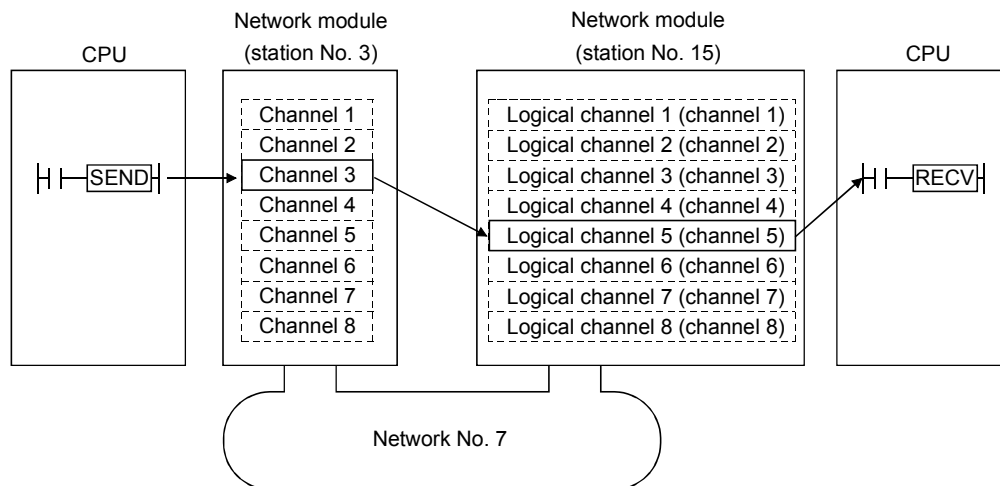 Network module
(station No. 3)
Network module
(station No. 15)
CPU
CPU
SEND
Channel 1
Channel 2
Channel 3
Channel 4
Channel 5
Channel 6
Channel 7
Channel 8
Logical channel 1 (channel 1)
Logical channel 2 (channel 2)
Logical channel 3 (channel 3)
Logical channel 4 (channel 4)
Logical channel 5 (channel 5)
Logical channel 6 (channel 6)
Logical channel 7 (channel 7)
Logical channel 8 (channel 8)
RECV
Network No. 7